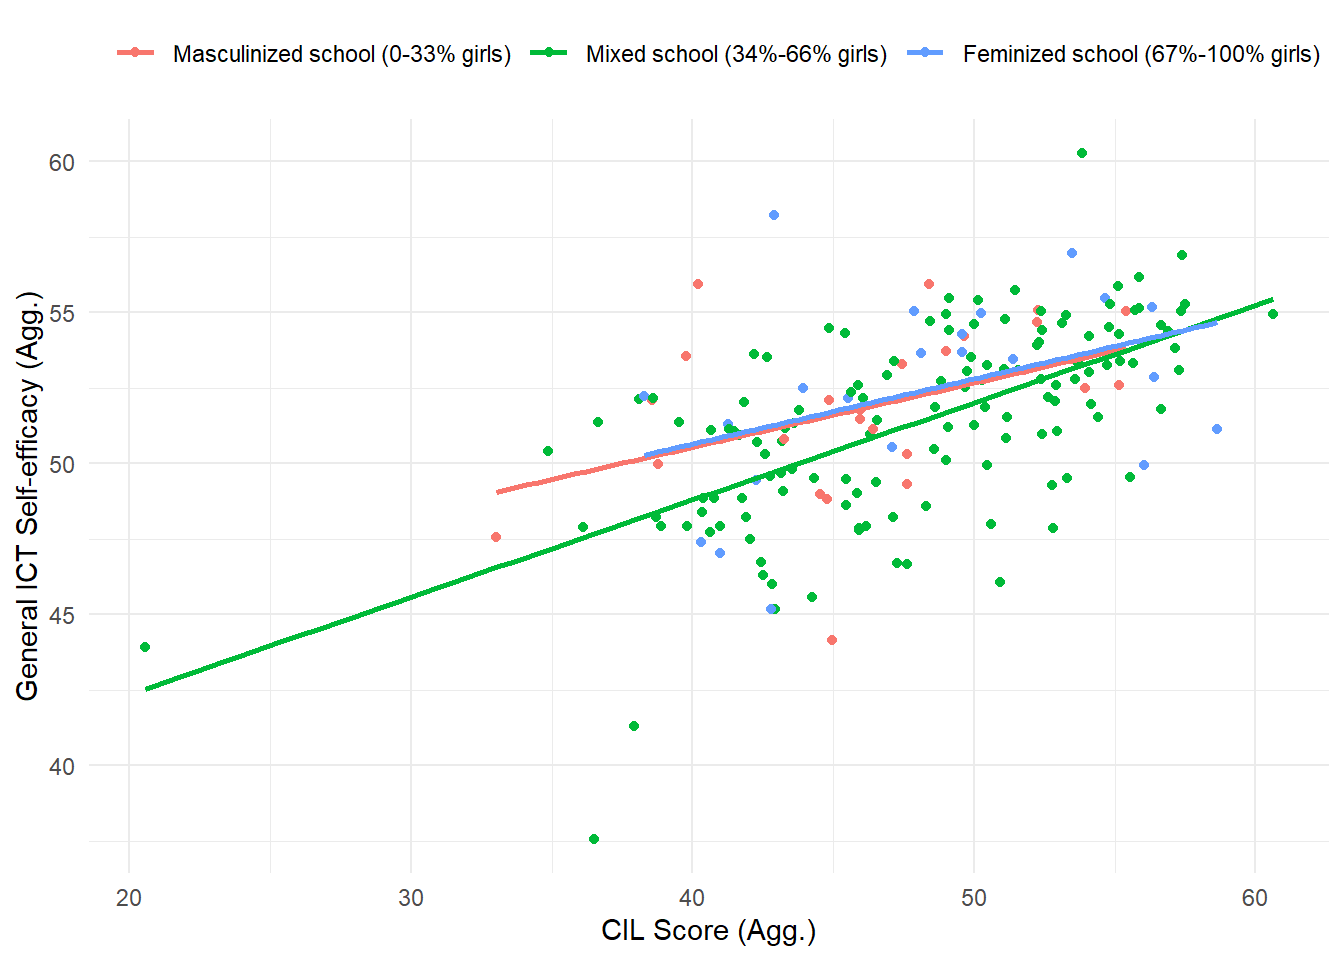 Masculinized school (0-33% girls) Mixed school (34%-66% girls) Feminized school (67%-100% girls)
60
55
50
45
40
General ICT Self-efficacy (Agg.)
20 30 40 50 60
CIL Score (Agg.)